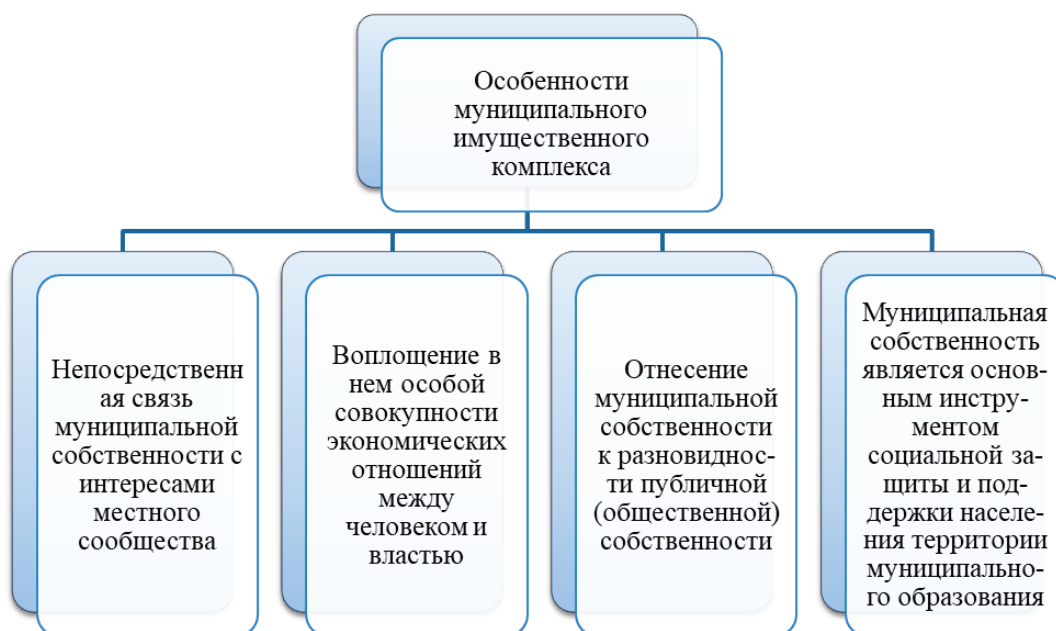 Особенности
муниципального
имущественного
комплекса
Непосредственн
ая связь
муниципальной
собственности с
интересами
местного
сообщества
Воплощение в
нем особой
совокупности
экономических
отношений
между
человеком и
властью
Отнесение
муниципальной
собственности
к разновиднос-
ти публичной
(общественной)
собственности
Муниципальная
собственность
является основ-
ным инстру-
ментом
социальной за-
щиты и под-
держки населе-
ния территории
муниципально-
го образования